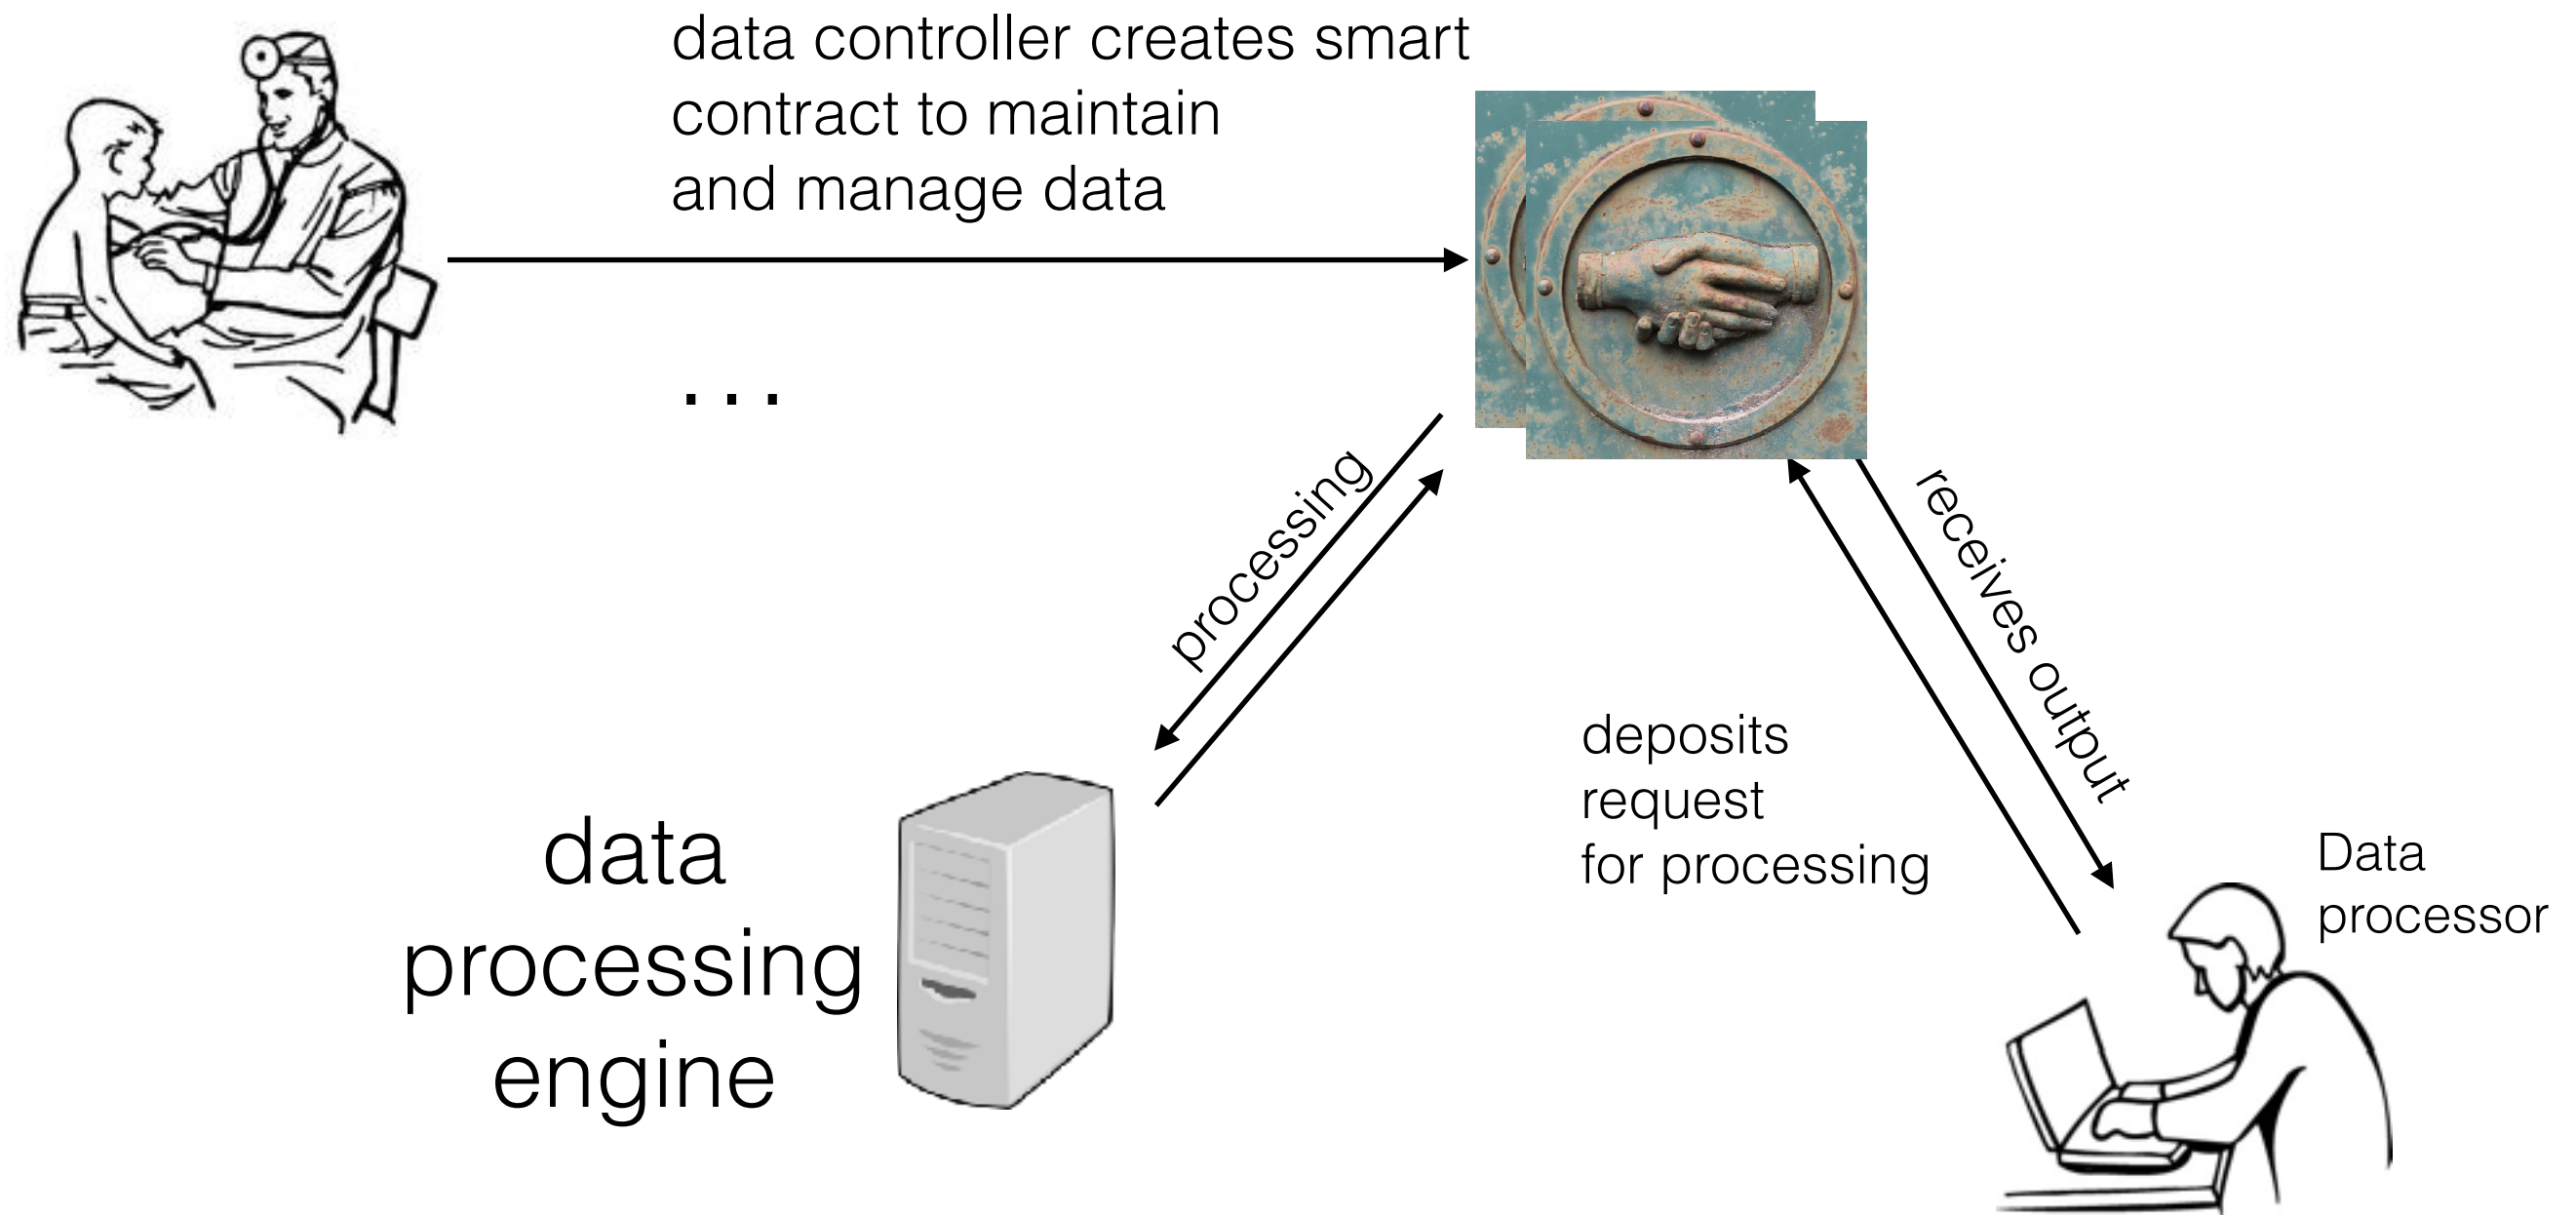 data controller creates smart
contract to maintain
and manage data
...
processing
receives output
deposits
request
for processing
data
processing
engine
Data
processor